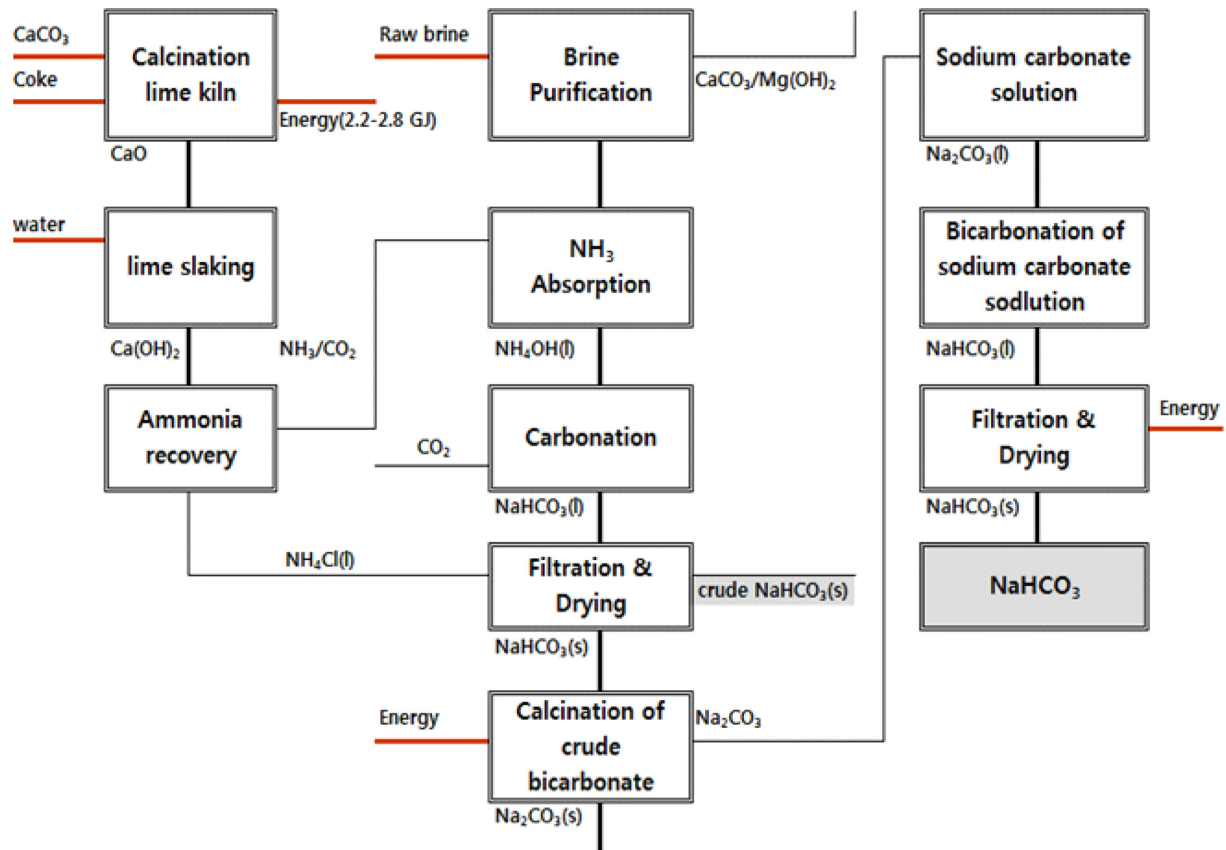 CaCO₃
Coke
Calcination
lime kiln
Energy(2.2-2.8 GJ)
CaO
water
lime slaking
Ca(OH)₂
NH₃/CO₂
Ammonia
recovery
NH₄Cl(l)
Raw brine
Brine
Purification
CaCO₃/Mg(OH)₂
NH₃
Absorption
NH₄OH(l)
CO₂
Carbonation
NaHCO₃(l)
Filtration &
Drying
crude NaHCO₃(s)
NaHCO₃(s)
Energy
Calcination of
crude
bicarbonate
Na₂CO₃
Na₂CO₃(s)
Sodium carbonate
solution
Na₂CO₃(l)
Bicarbonation of
sodium carbonate
sodlution
NaHCO₃(l)
Filtration &
Drying
Energy
NaHCO₃(s)
NaHCO₃